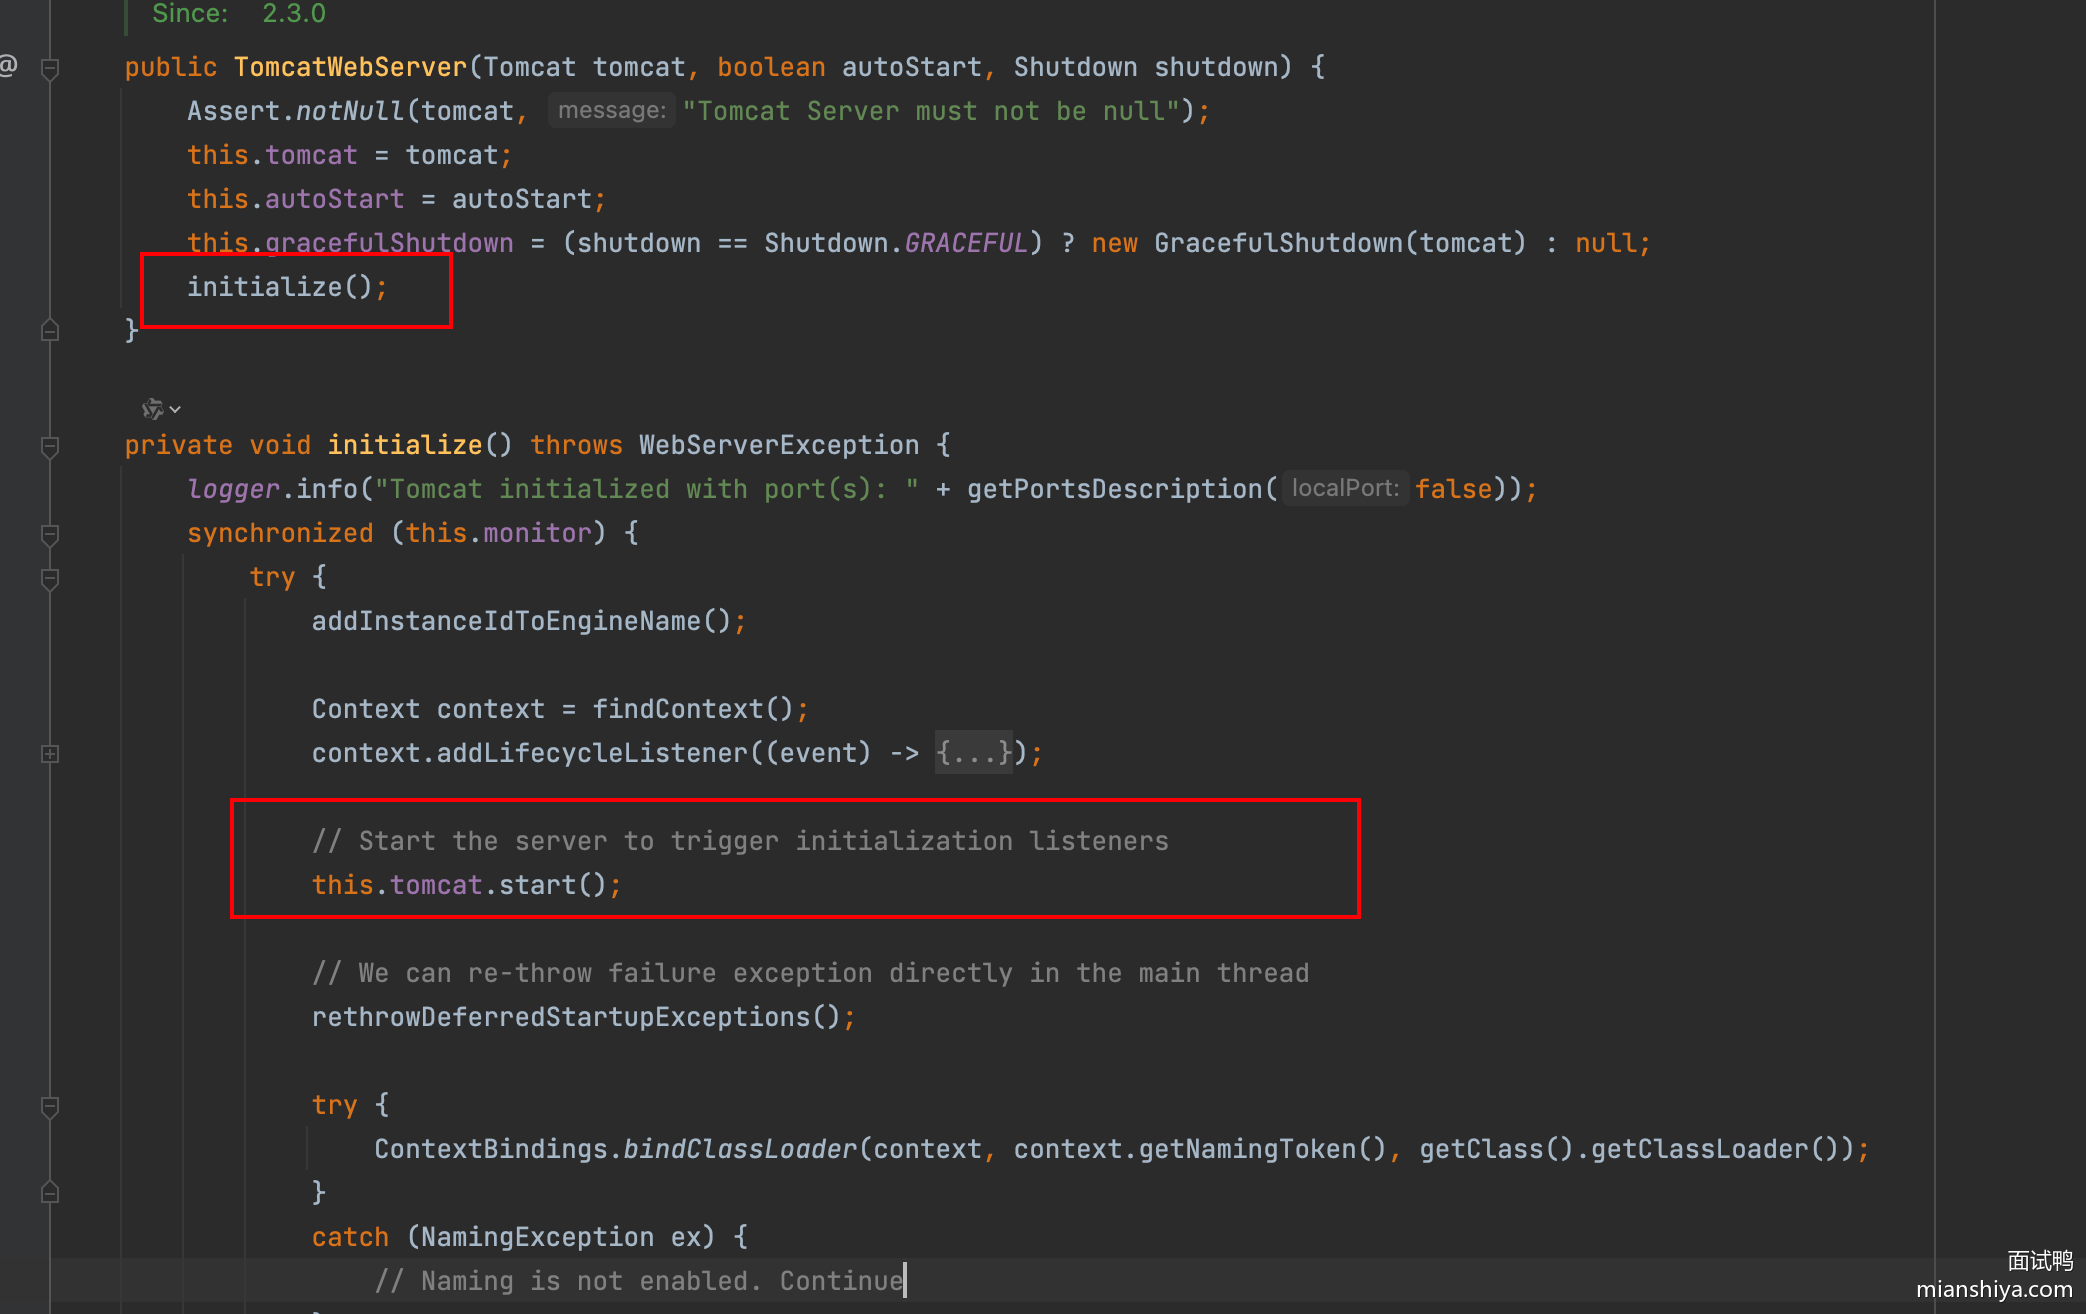 Since: 2.3.0
@
public TomcatWebServer(Tomcat tomcat, boolean autoStart, Shutdown shutdown) {
Assert.notNull(tomcat, message: "Tomcat Server must not be null");
this.tomcat = tomcat;
this.autoStart = autoStart;
this.gracefulShutdown = (shutdown == Shutdown.GRACEFUL) ? new GracefulShutdown(tomcat) : null;
initialize();
}
private void initialize() throws WebServerException {
logger.info("Tomcat initialized with port(s): " + getPortsDescription( localPort: false));
synchronized (this.monitor) {
try {
addInstanceIdToEngineName();
Context context = findContext();
context.addLifecycleListener((event) -> {...});
// Start the server to trigger initialization listeners
this.tomcat.start();
// We can re-throw failure exception directly in the main thread
rethrowDeferredStartupExceptions();
try {
ContextBindings.bindClassLoader(context, context.getNamingToken(), getClass().getClassLoader());
}
catch (NamingException ex) {
// Naming is not enabled. Continue
面试鸭
mianshiya.com